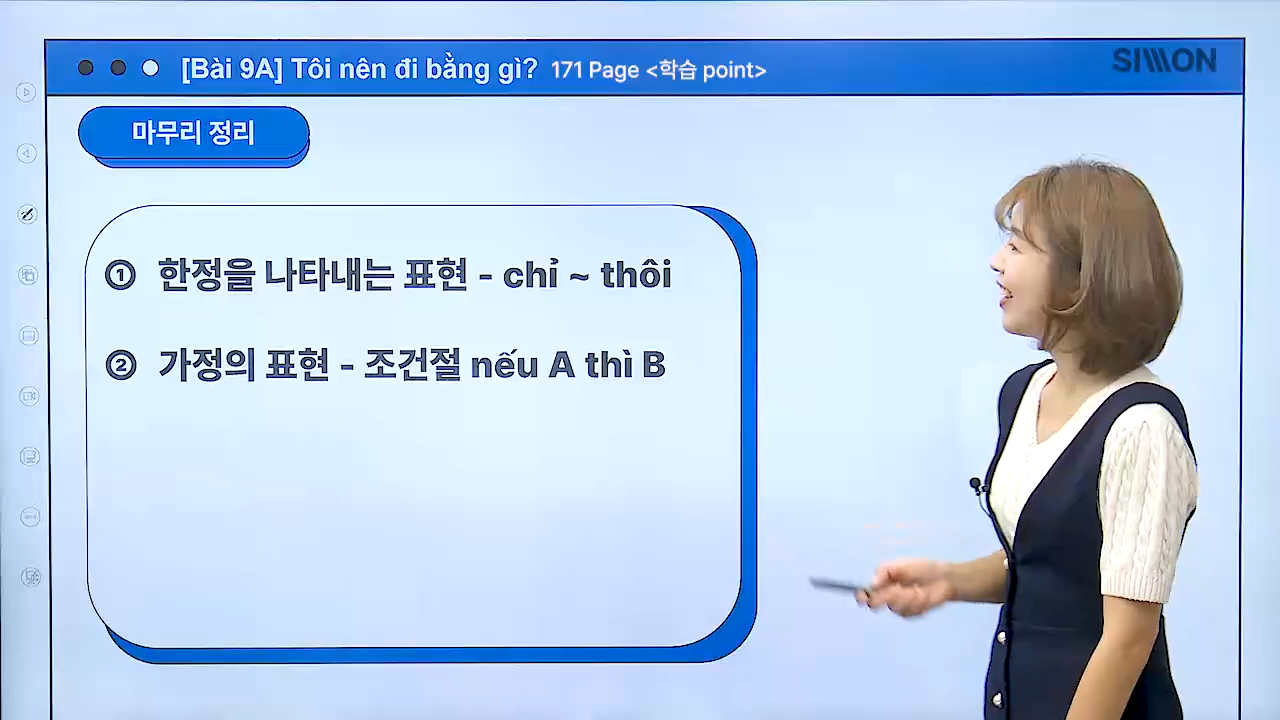 [Bài 9A] Tôi nên đi bằng gì? 171 Page <학습 point>
SIMON
마무리 정리
① 한정을 나타내는 표현 - chỉ ~ thôi
② 가정의 표현 - 조건절 nếu A thì B